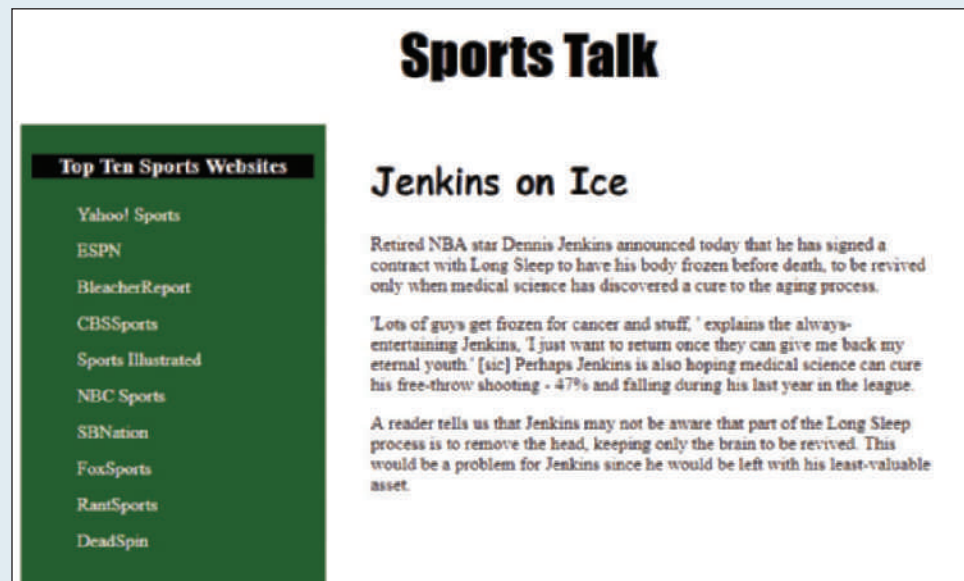 Sports Talk
Top Ten Sports Websites
Yahoo! Sports
ESPN
BleacherReport
CBSSports
Sports Illustrated
NBC Sports
SBNation
FoxSports
RantSports
DeadSpin
Jenkins on Ice
Retired NBA star Dennis Jenkins announced today that he has signed a
contract with Long Sleep to have his body frozen before death, to be revived
only when medical science has discovered a cure to the aging process.
'Lots of guys get frozen for cancer and stuff, ' explains the always-
entertaining Jenkins, 'I just want to return once they can give me back my
eternal youth.' [sic] Perhaps Jenkins is also hoping medical science can cure
his free-throw shooting - 47% and falling during his last year in the league.
A reader tells us that Jenkins may not be aware that part of the Long Sleep
process is to remove the head, keeping only the brain to be revived. This
would be a problem for Jenkins since he would be left with his least-valuable
asset.